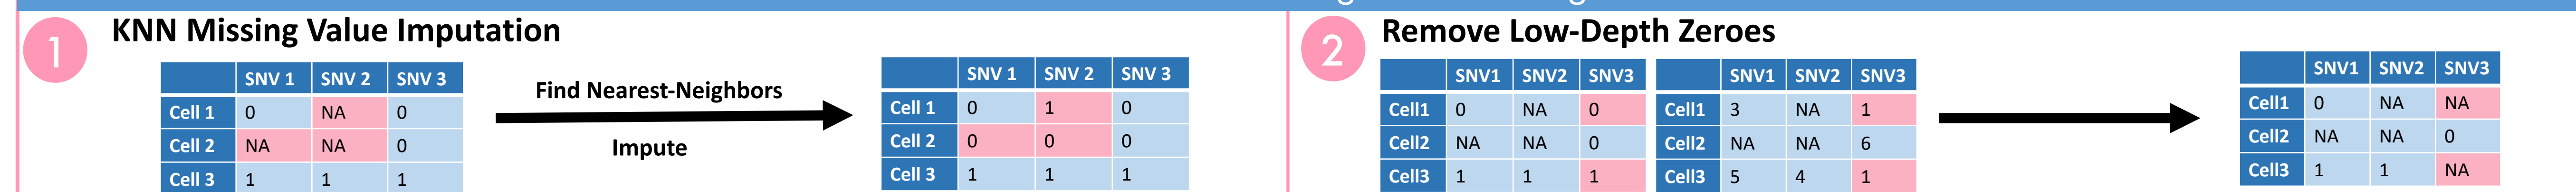 1 KNN Missing Value Imputation
SNV 1 SNV 2 SNV 3
Cell 1 0 NA 0
Cell 2 NA NA 0
Cell 3 1 1 1
Find Nearest-Neighbors
Impute
SNV 1 SNV 2 SNV 3
Cell 1 0 1 0
Cell 2 0 0 0
Cell 3 1 1 1
2 Remove Low-Depth Zeroes
SNV1 SNV2 SNV3
Cell1 0 NA 0
Cell2 NA NA 0
Cell3 1 1 1
SNV1 SNV2 SNV3
Cell1 3 NA 1
Cell2 NA NA 6
Cell3 5 4 1
SNV1 SNV2 SNV3
Cell1 0 NA NA
Cell2 NA NA 0
Cell3 1 1 NA